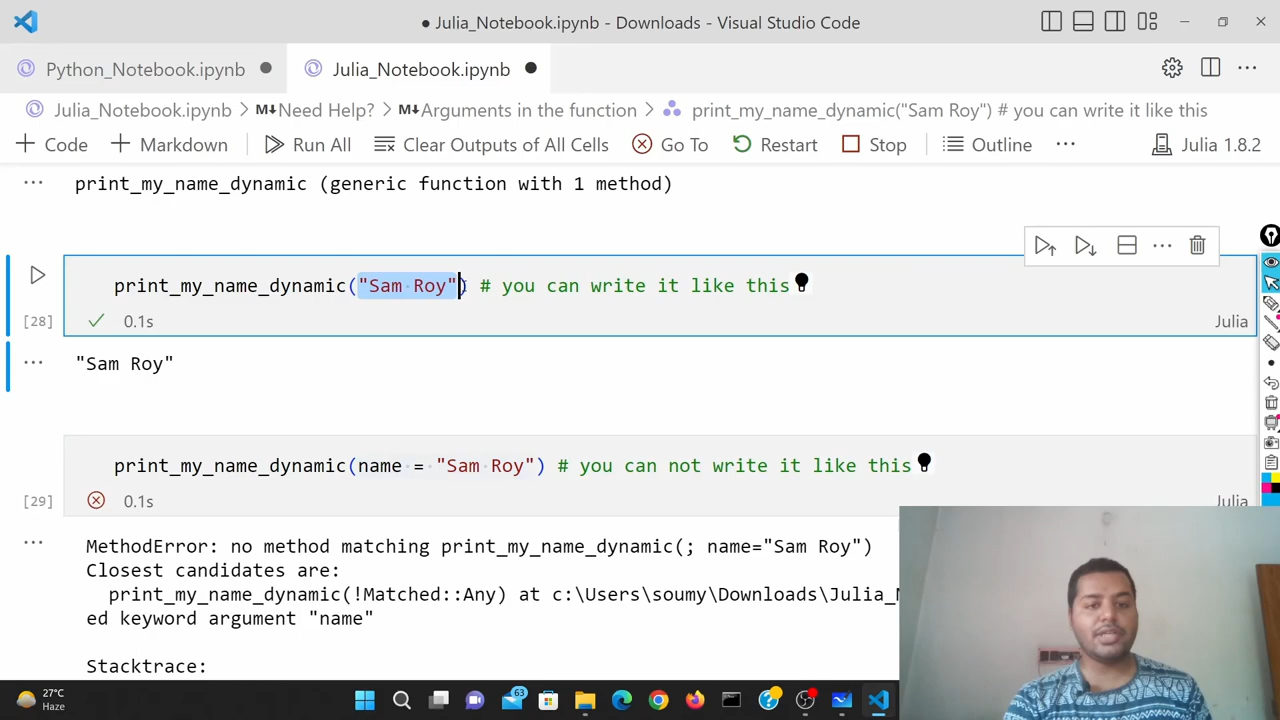 ● Julia_Notebook.ipynb - Downloads - Visual Studio Code
Python_Notebook.ipynb ● Julia_Notebook.ipynb ●
Julia_Notebook.ipynb > M↓Need Help? > M↓Arguments in the function > print_my_name_dynamic("Sam Roy") # you can write it like this
+ Code + Markdown Run All Clear Outputs of All Cells Go To Restart Stop Outline ··· Julia 1.8.2
··· print_my_name_dynamic (generic function with 1 method)
print_my_name_dynamic("Sam Roy") # you can write it like this
[28] ✓ 0.1s Julia
··· "Sam Roy"
print_my_name_dynamic(name = "Sam Roy") # you can not write it like this
[29] 0.1s Julia
··· MethodError: no method matching print_my_name_dynamic(; name="Sam Roy")
Closest candidates are:
print_my_name_dynamic(!Matched::Any) at c:\Users\soumy\Downloads\Julia_
ed keyword argument "name"
Stacktrace:
27°C
Haze
63